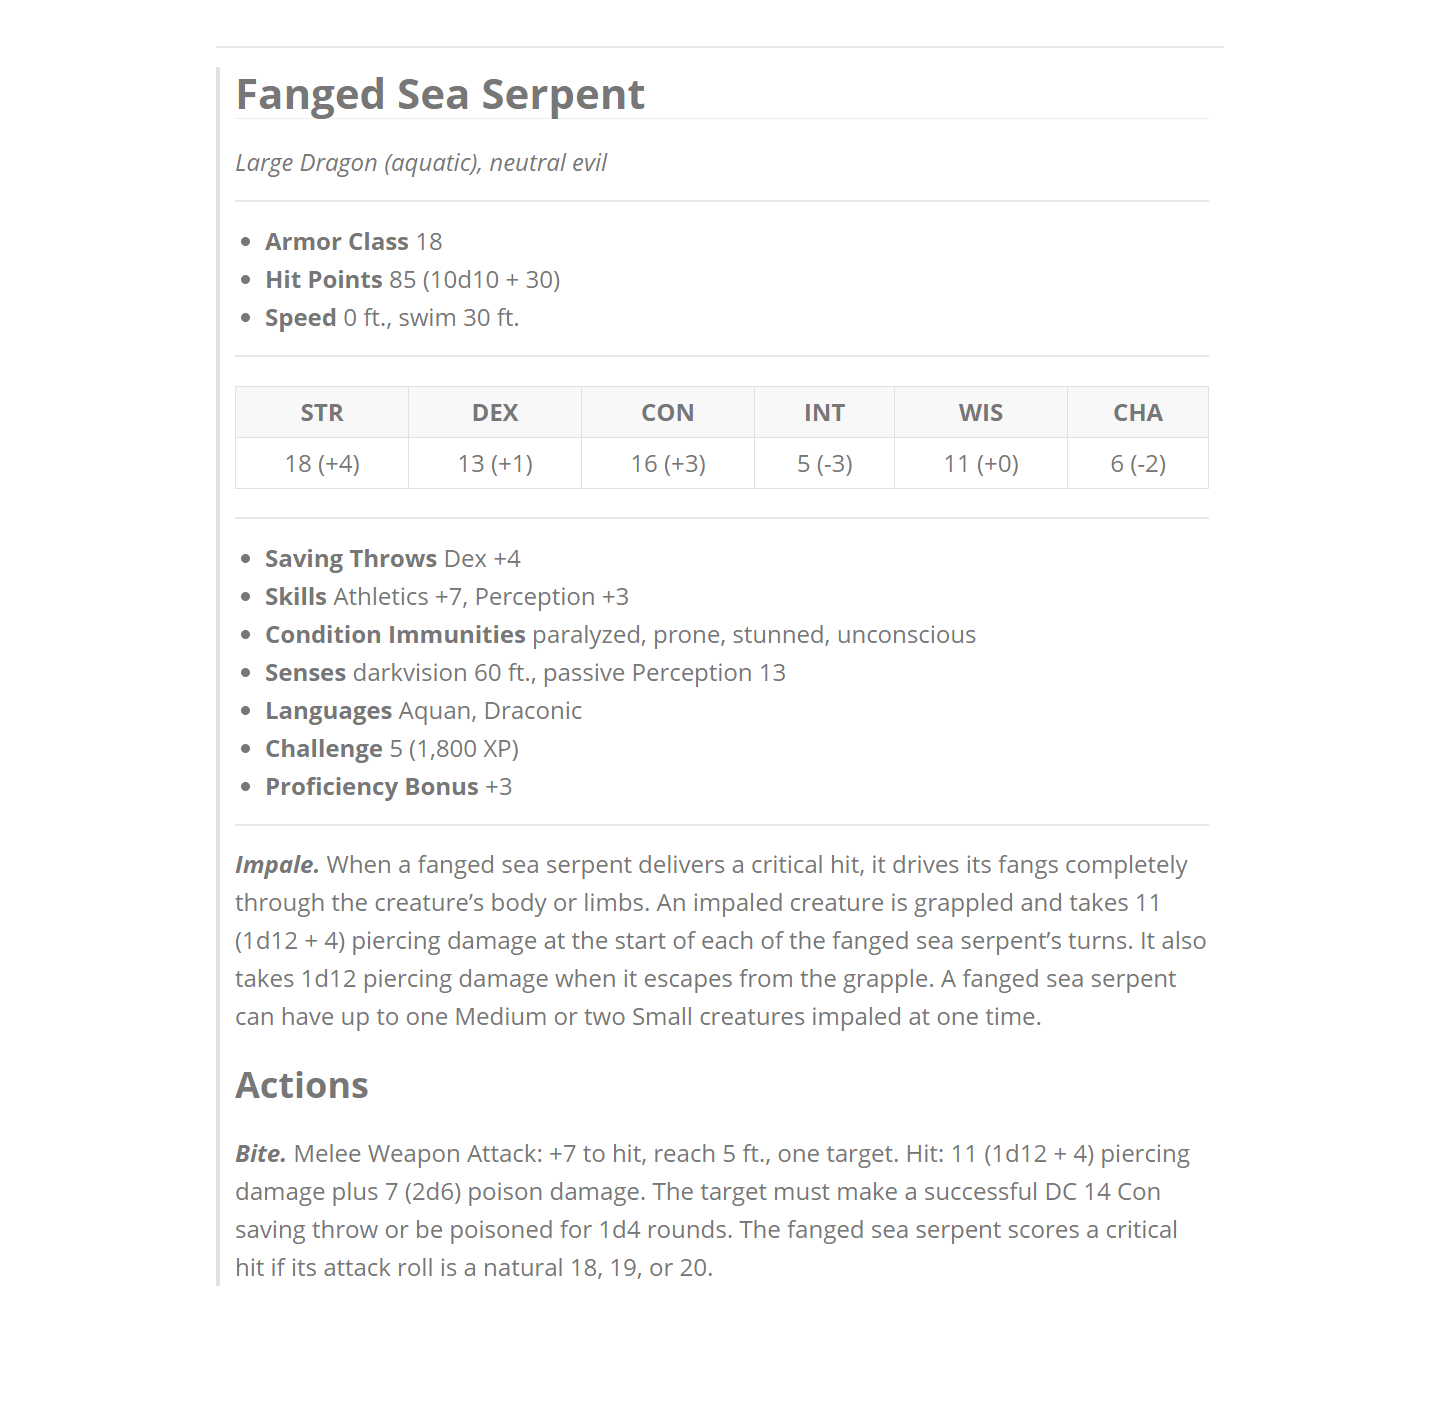 Fanged Sea Serpent
Large Dragon (aquatic), neutral evil
• Armor Class 18
• Hit Points 85 (10d10 + 30)
• Speed 0 ft., swim 30 ft.
STR DEX CON INT WIS CHA
18 (+4) 13 (+1) 16 (+3) 5 (-3) 11 (+0) 6 (-2)
• Saving Throws Dex +4
• Skills Athletics +7, Perception +3
• Condition Immunities paralyzed, prone, stunned, unconscious
• Senses darkvision 60 ft., passive Perception 13
• Languages Aquan, Draconic
• Challenge 5 (1,800 XP)
• Proficiency Bonus +3
Impale. When a fanged sea serpent delivers a critical hit, it drives its fangs completely
through the creature’s body or limbs. An impaled creature is grappled and takes 11
(1d12 + 4) piercing damage at the start of each of the fanged sea serpent’s turns. It also
takes 1d12 piercing damage when it escapes from the grapple. A fanged sea serpent
can have up to one Medium or two Small creatures impaled at one time.
Actions
Bite. Melee Weapon Attack: +7 to hit, reach 5 ft., one target. Hit: 11 (1d12 + 4) piercing
damage plus 7 (2d6) poison damage. The target must make a successful DC 14 Con
saving throw or be poisoned for 1d4 rounds. The fanged sea serpent scores a critical
hit if its attack roll is a natural 18, 19, or 20.